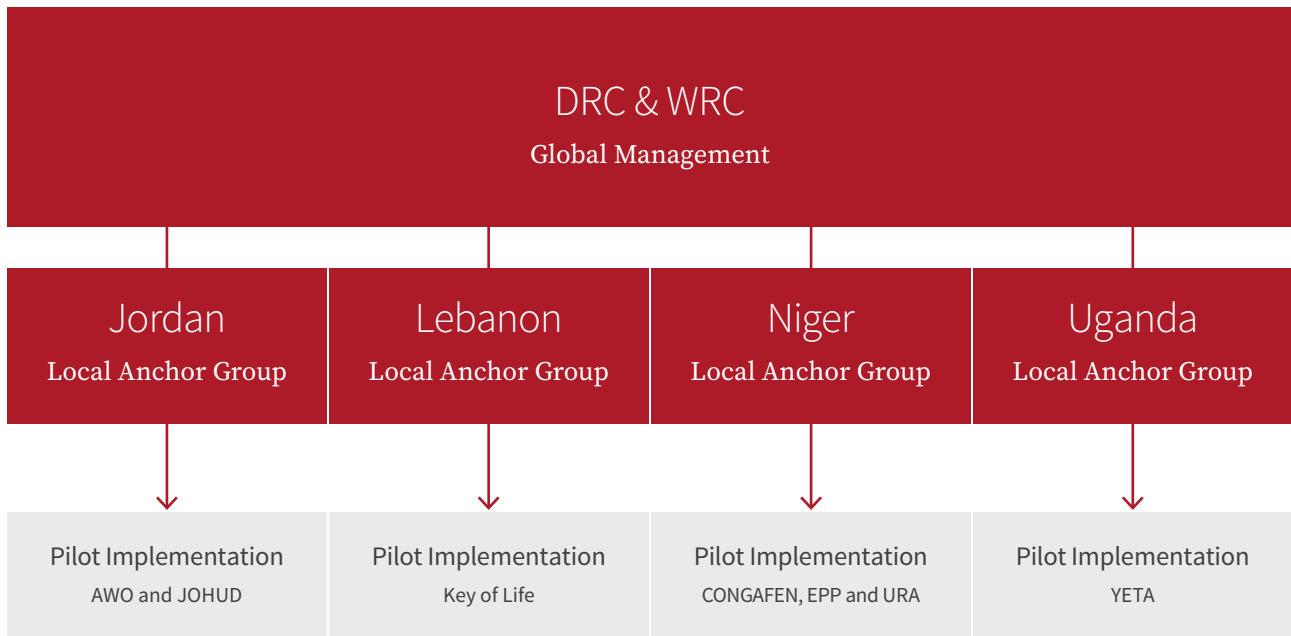 DRC & WRC
Global Management
Jordan
Local Anchor Group
Lebanon
Local Anchor Group
Niger
Local Anchor Group
Uganda
Local Anchor Group
Pilot Implementation
AWO and JOHUD
Pilot Implementation
Key of Life
Pilot Implementation
CONGAFEN, EPP and URA
Pilot Implementation
YETA